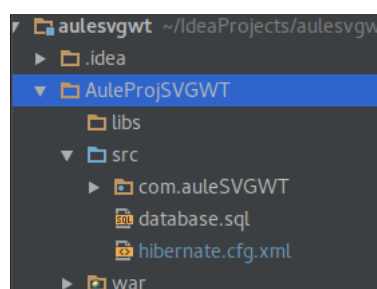 aulesvgwt ~/IdeaProjects/aulesvgw
.idea
AuleProjSVGWT
libs
src
com.auleSVGWT
database.sql
hibernate.cfg.xml
war